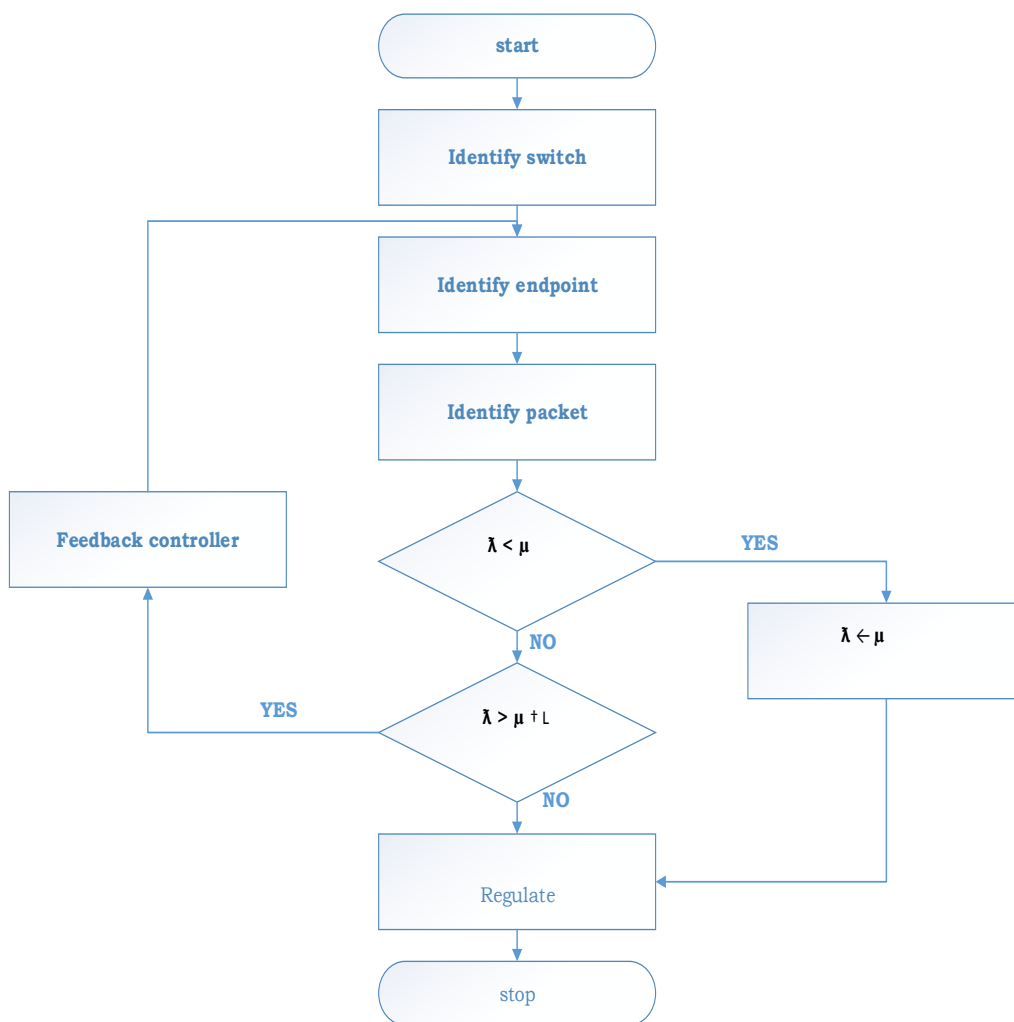 start
Identify switch
Identify endpoint
Identify packet
Feedback controller
ƛ < µ
YES
ƛ ← µ
NO
YES
ƛ > µ † L
NO
Regulate
stop